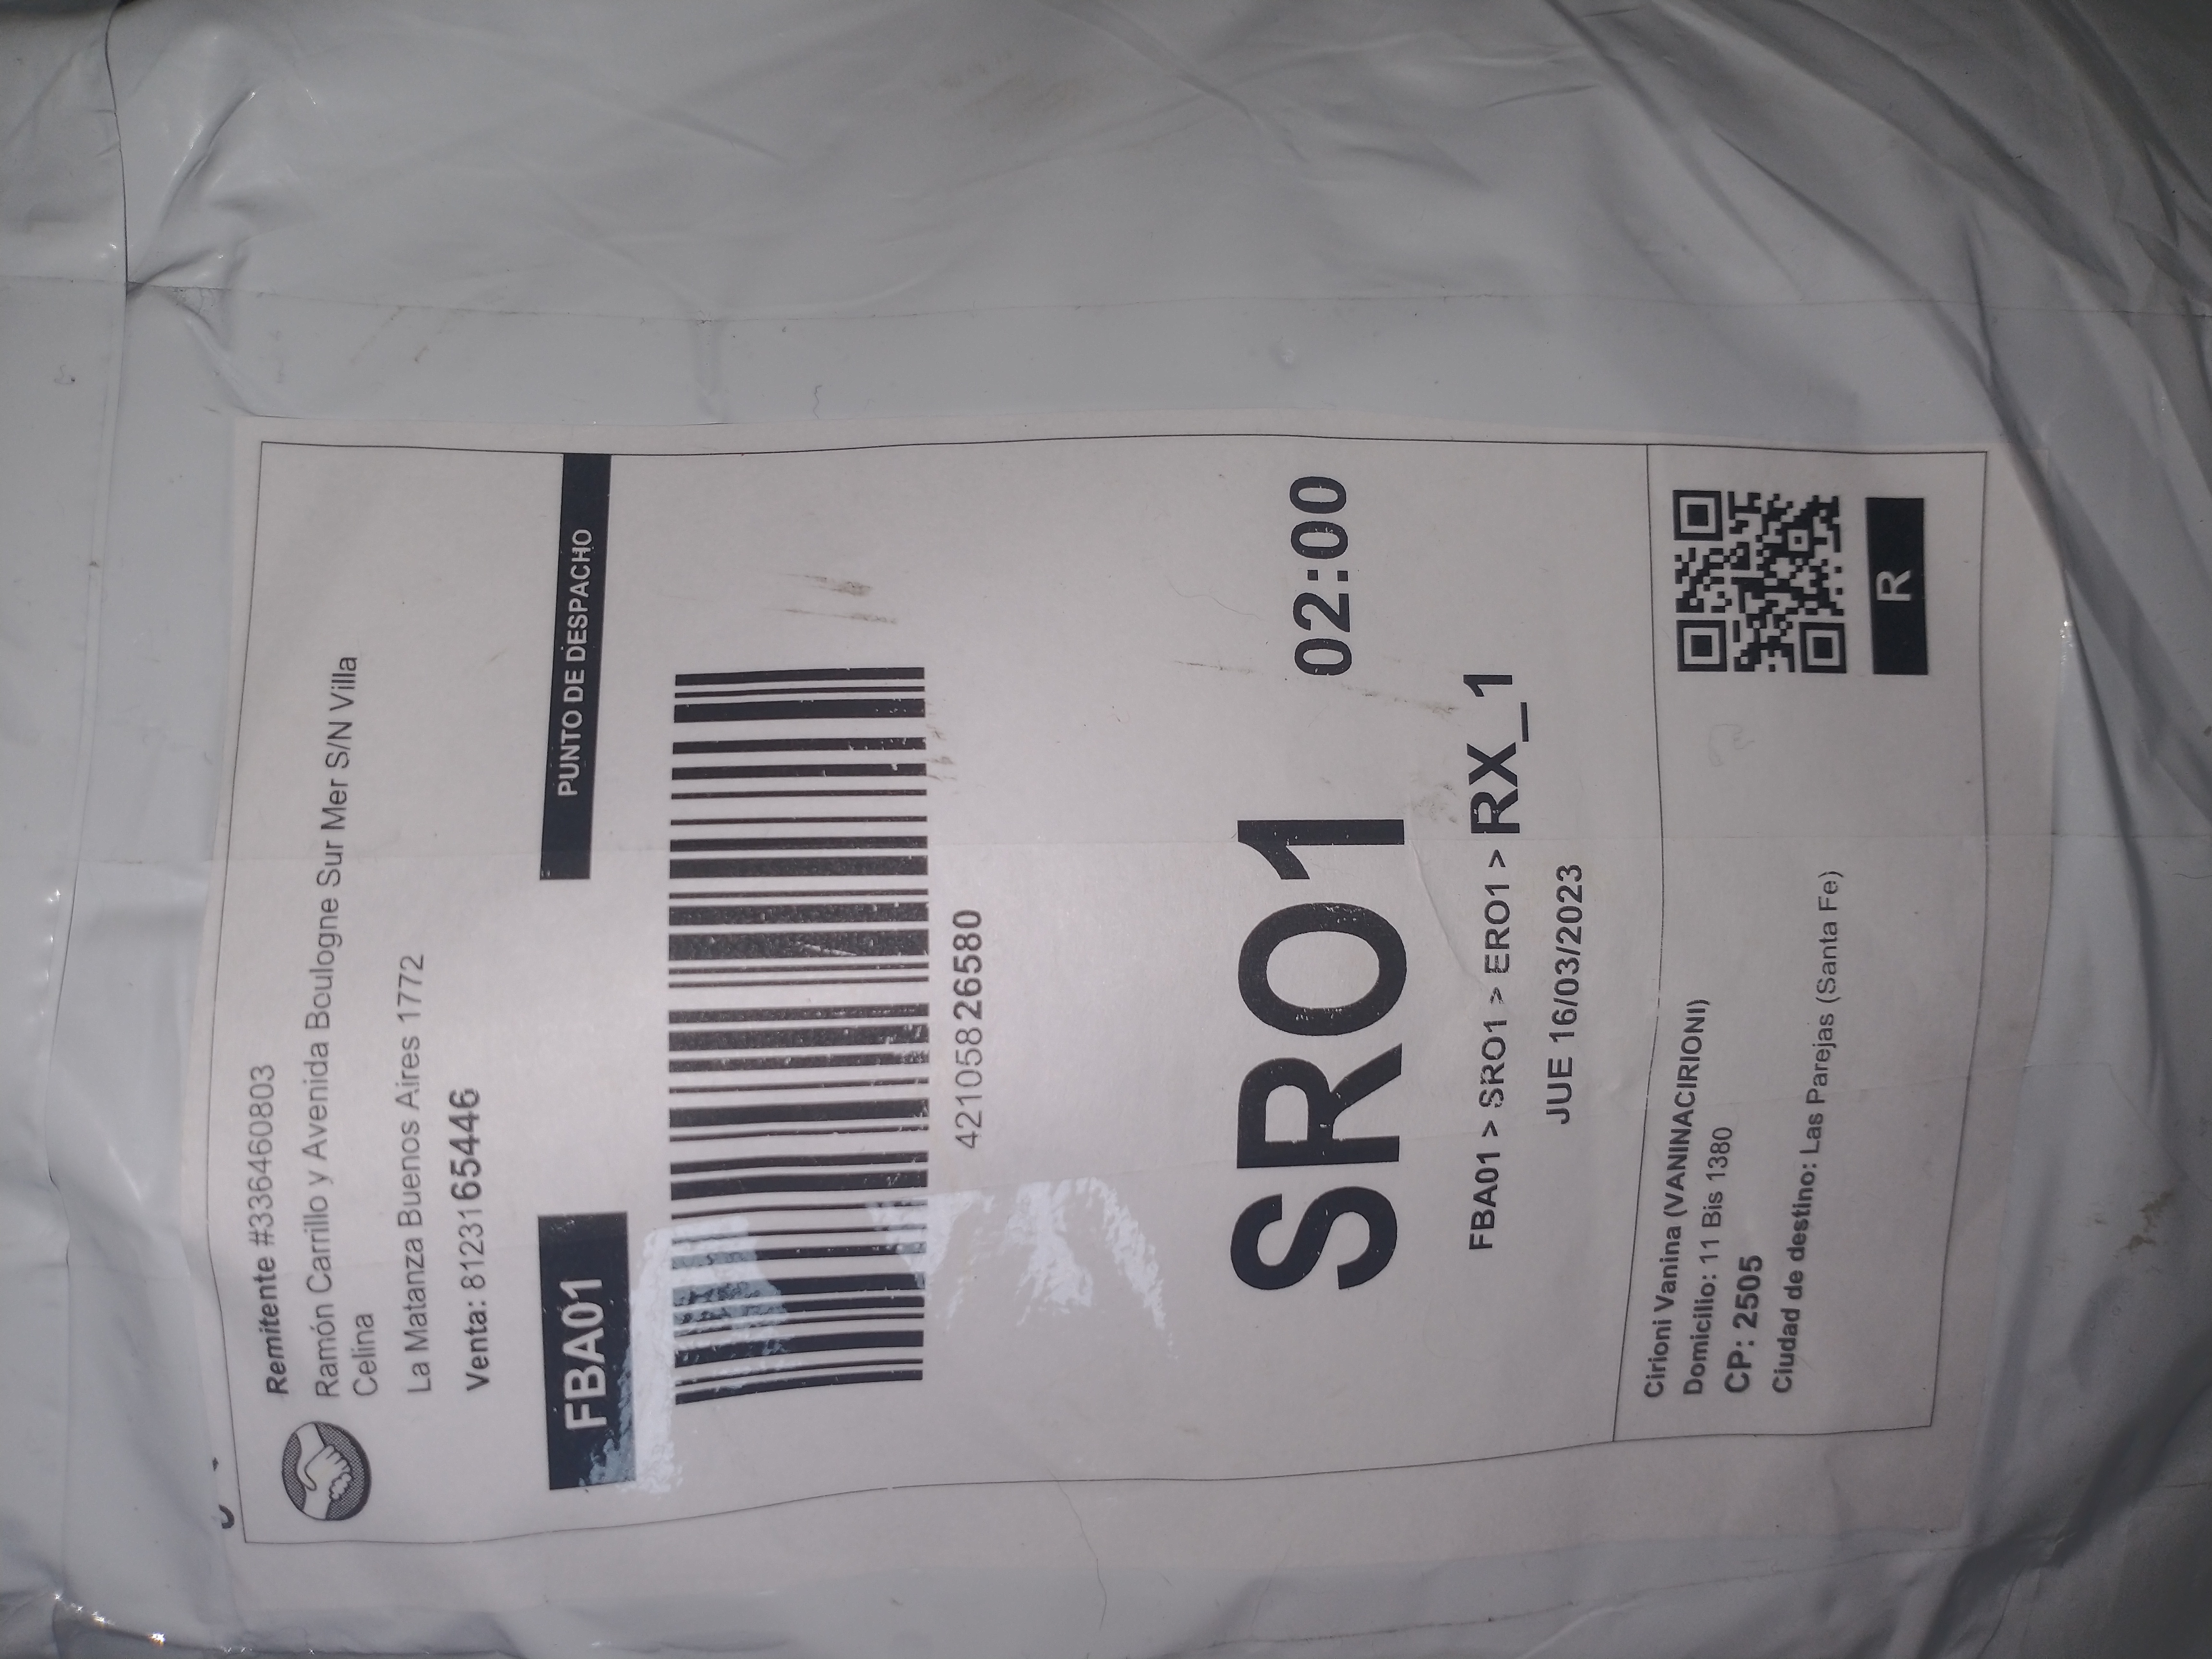 Remitente #336460803
Ramón Carrillo y Avenida Boulogne Sur Mer S/N Villa
Celina
La Matanza Buenos Aires 1772
Venta: 8123165446
FBA01
PUNTO DE DESPACHO
42105826580
SRO1 02:00
FBA01 > SRO1 > ERO1 > RX_1
JUE 16/03/2023
Cirioni Vanina (VANINACIRIONI)
Domicilio: 11 Bis 1380
CP: 2505
Ciudad de destino: Las Parejas (Santa Fe)
R